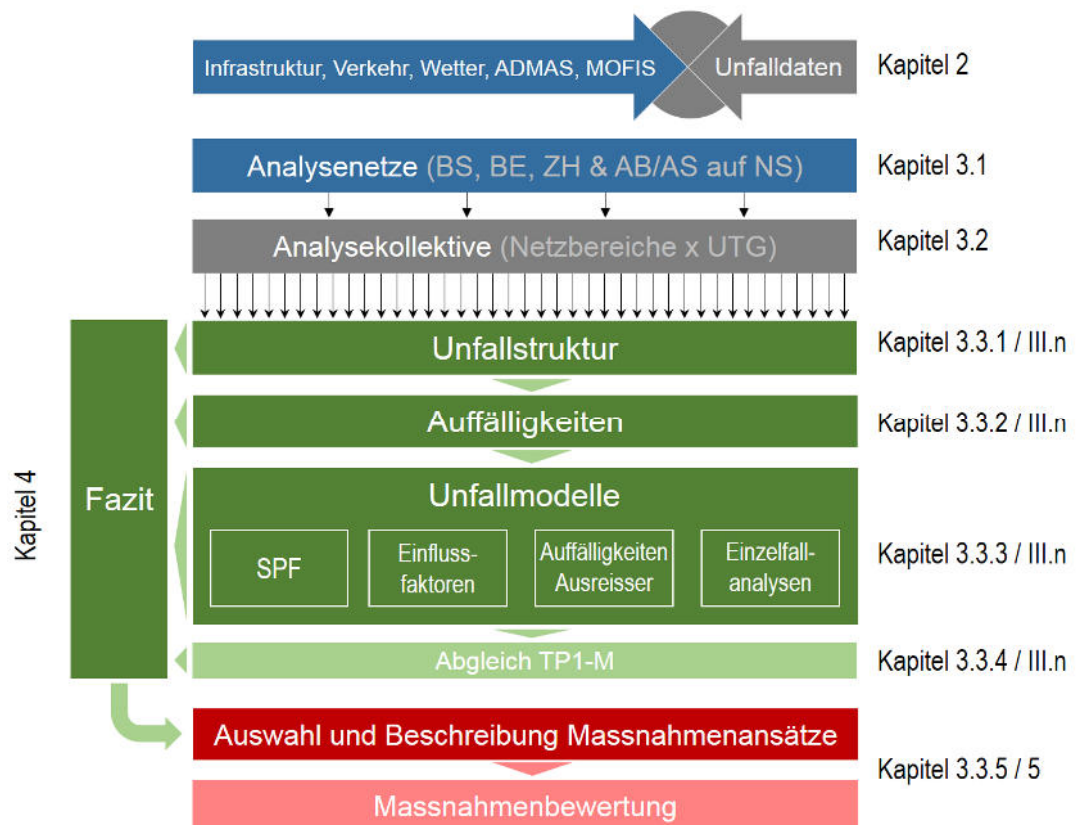 Infrastruktur, Verkehr, Wetter, ADMAS, MOFIS
Unfalldaten
Kapitel 2
Analysenetze (BS, BE, ZH & AB/AS auf NS)
Kapitel 3.1
Analysekollektive (Netzbereiche x UTG)
Kapitel 3.2
Unfallstruktur
Kapitel 3.3.1 / III.n
Auffälligkeiten
Kapitel 3.3.2 / III.n
Kapitel 4
Fazit
Unfallmodelle
SPF
Einfluss-
faktoren
Auffälligkeiten
Ausreisser
Einzelfall-
analysen
Kapitel 3.3.3 / III.n
Abgleich TP1-M
Kapitel 3.3.4 / III.n
Auswahl und Beschreibung Massnahmenansätze
Kapitel 3.3.5 / 5
Massnahmenbewertung